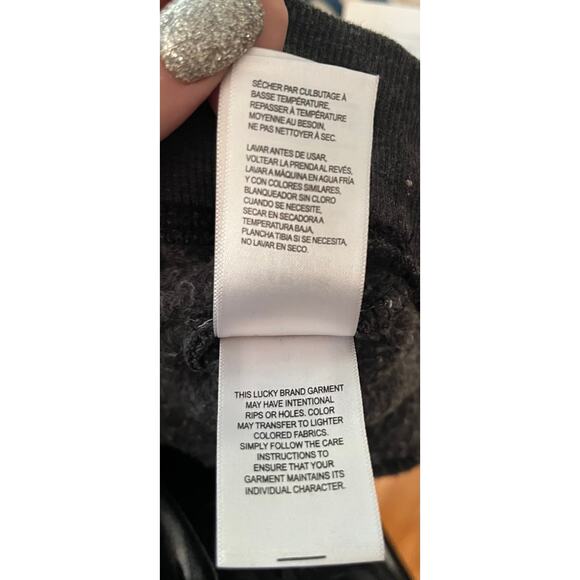 SÉCHER PAR CULBUTAGE À
BASSE TEMPÉRATURE,
REPASSER À TEMPÉRATURE
MOYENNE AU BESOIN,
NE PAS NETTOYER À SEC.
LAVAR ANTES DE USAR,
VOLTEAR LA PRENDA AL REVÉS,
LAVAR A MÁQUINA EN AGUA FRÍA
Y CON COLORES SIMILARES,
BLANQUEADOR SIN CLORO
CUANDO SE NECESITE,
SECAR EN SECADORA A
TEMPERATURA BAJA,
PLANCHA TIBIA SI SE NECESITA,
NO LAVAR EN SECO.
THIS LUCKY BRAND GARMENT
MAY HAVE INTENTIONAL
RIPS OR HOLES. COLOR
MAY TRANSFER TO LIGHTER
COLORED FABRICS.
SIMPLY FOLLOW THE CARE
INSTRUCTIONS TO
ENSURE THAT YOUR
GARMENT MAINTAINS ITS
INDIVIDUAL CHARACTER.